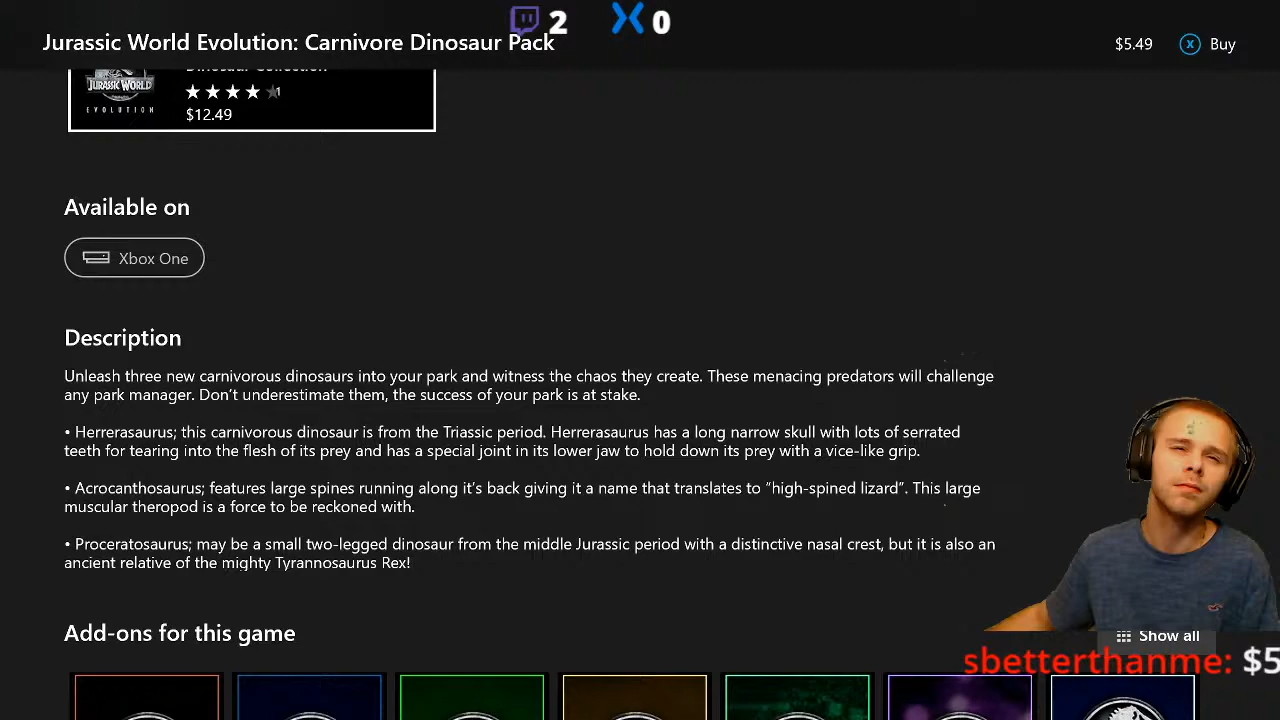 2 0
Jurassic World Evolution: Carnivore Dinosaur Pack
$5.49 X Buy
Dinosaur Collection
JURASSIC WORLD
EVOLUTION
1
$12.49
Available on
Xbox One
Description
Unleash three new carnivorous dinosaurs into your park and witness the chaos they create. These menacing predators will challenge
any park manager. Don't underestimate them, the success of your park is at stake.
• Herrerasaurus; this carnivorous dinosaur is from the Triassic period. Herrerasaurus has a long narrow skull with lots of serrated
teeth for tearing into the flesh of its prey and has a special joint in its lower jaw to hold down its prey with a vice-like grip.
• Acrocanthosaurus; features large spines running along it's back giving it a name that translates to "high-spined lizard". This large
muscular theropod is a force to be reckoned with.
• Proceratosaurus; may be a small two-legged dinosaur from the middle Jurassic period with a distinctive nasal crest, but it is also an
ancient relative of the mighty Tyrannosaurus Rex!
Add-ons for this game
Show all
sbetterthanme: $5